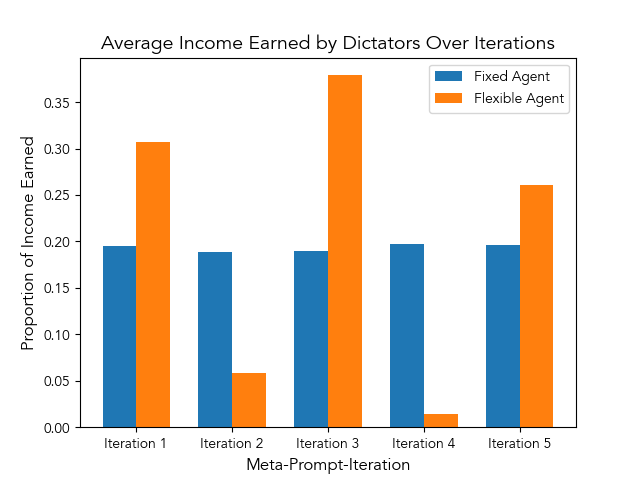 Average Income Earned by Dictators Over Iterations
Fixed Agent
Flexible Agent
Proportion of Income Earned
0.35
0.30
0.25
0.20
0.15
0.10
0.05
0.00
Iteration 1 Iteration 2 Iteration 3 Iteration 4 Iteration 5
Meta-Prompt-Iteration